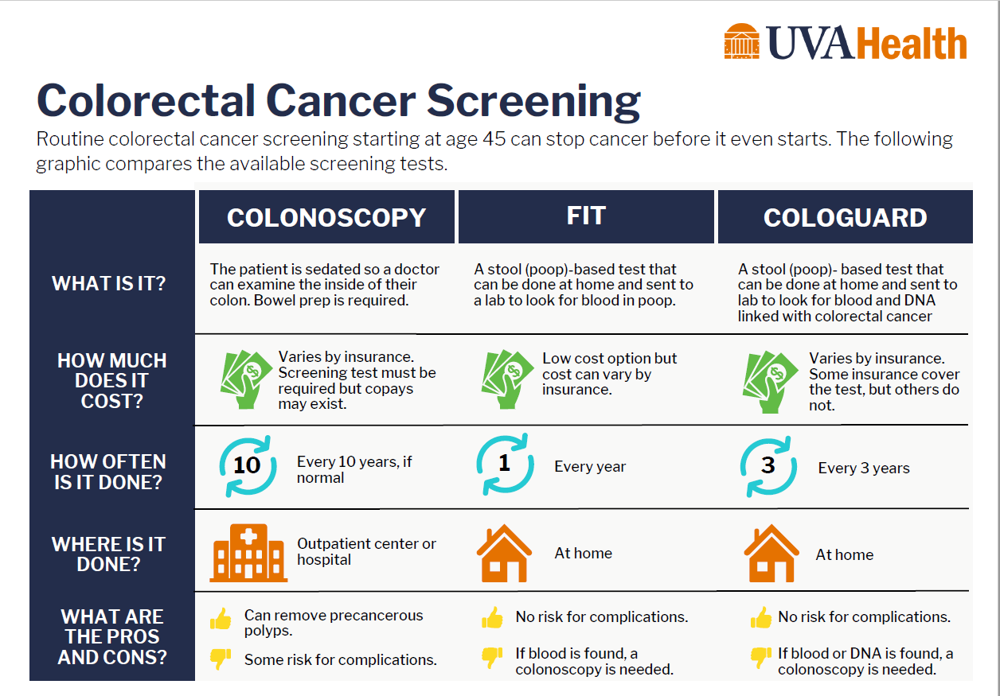 UVAHealth
Colorectal Cancer Screening
Routine colorectal cancer screening starting at age 45 can stop cancer before it even starts. The following
graphic compares the available screening tests.
COLONOSCOPY
FIT
COLOGUARD
WHAT IS IT?
The patient is sedated so a doctor
can examine the inside of their
colon. Bowel prep is required.
A stool (poop)-based test that
can be done at home and sent to
a lab to look for blood in poop.
A stool (poop)- based test that
can be done at home and sent to
lab to look for blood and DNA
linked with colorectal cancer
HOW MUCH
DOES IT
COST?
$
Varies by insurance.
Screening test must be
required but copays
may exist.
$
Low cost option but
cost can vary by
insurance.
$
Varies by insurance.
Some insurance cover
the test, but others do
not.
HOW OFTEN
IS IT DONE?
10
Every 10 years, if
normal
1
Every year
3
Every 3 years
WHERE IS IT
DONE?
Outpatient center or
hospital
At home
At home
WHAT ARE
THE PROS
AND CONS?
Can remove precancerous
polyps.
Some risk for complications.
No risk for complications.
If blood is found, a
colonoscopy is needed.
No risk for complications.
If blood or DNA is found, a
colonoscopy is needed.